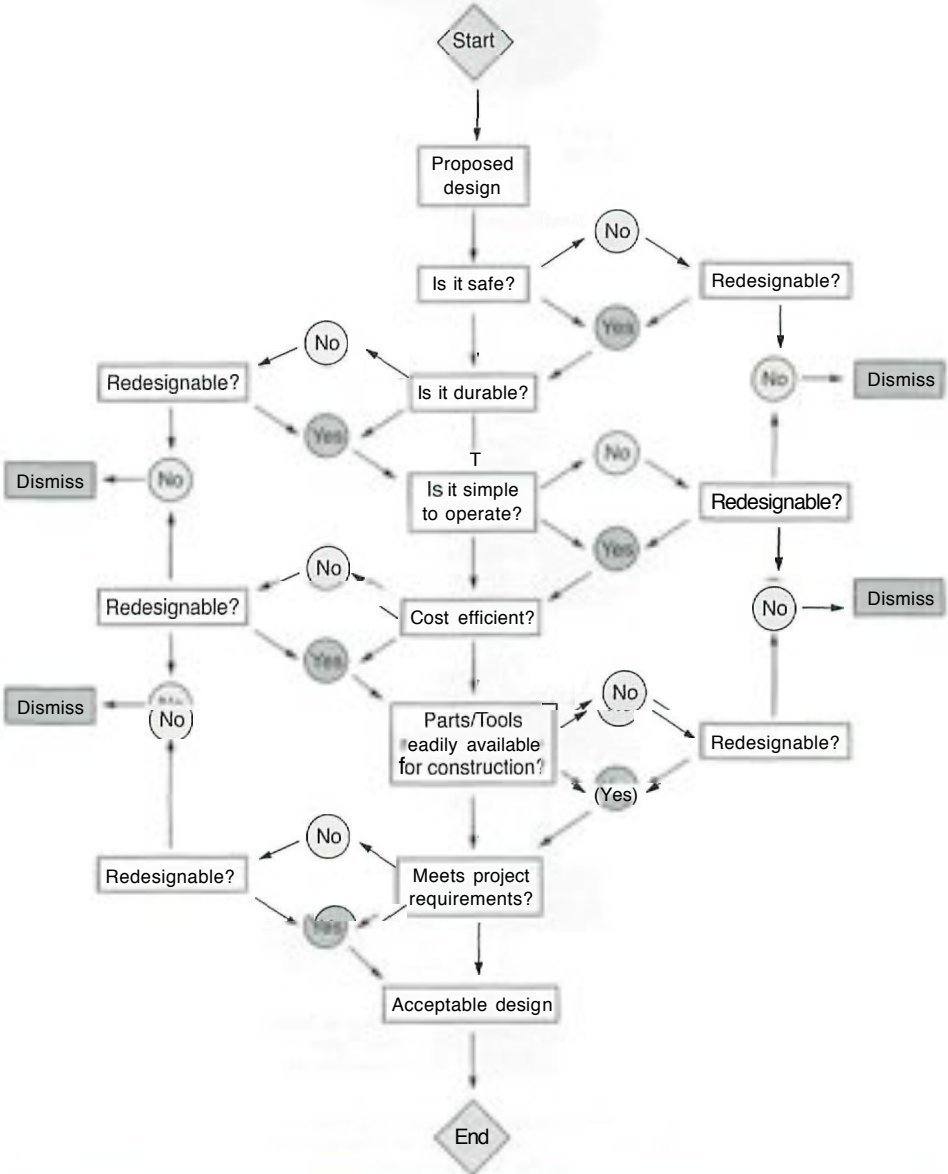 Start
Proposed
design
No
Is it safe?
Redesignable?
Yes
No
Redesignable?
Is it durable?
No
Dismiss
Yes
T
No
Dismiss
No
Is it simple
to operate?
Redesignable?
Yes
No
Redesignable?
Cost efficient?
No
Dismiss
Yes
Dismiss
No
No
Parts/Tools
eadily available
for construction?
Redesignable?
(Yes)
No
Redesignable?
Meets project
requirements?
Yes
Acceptable design
End